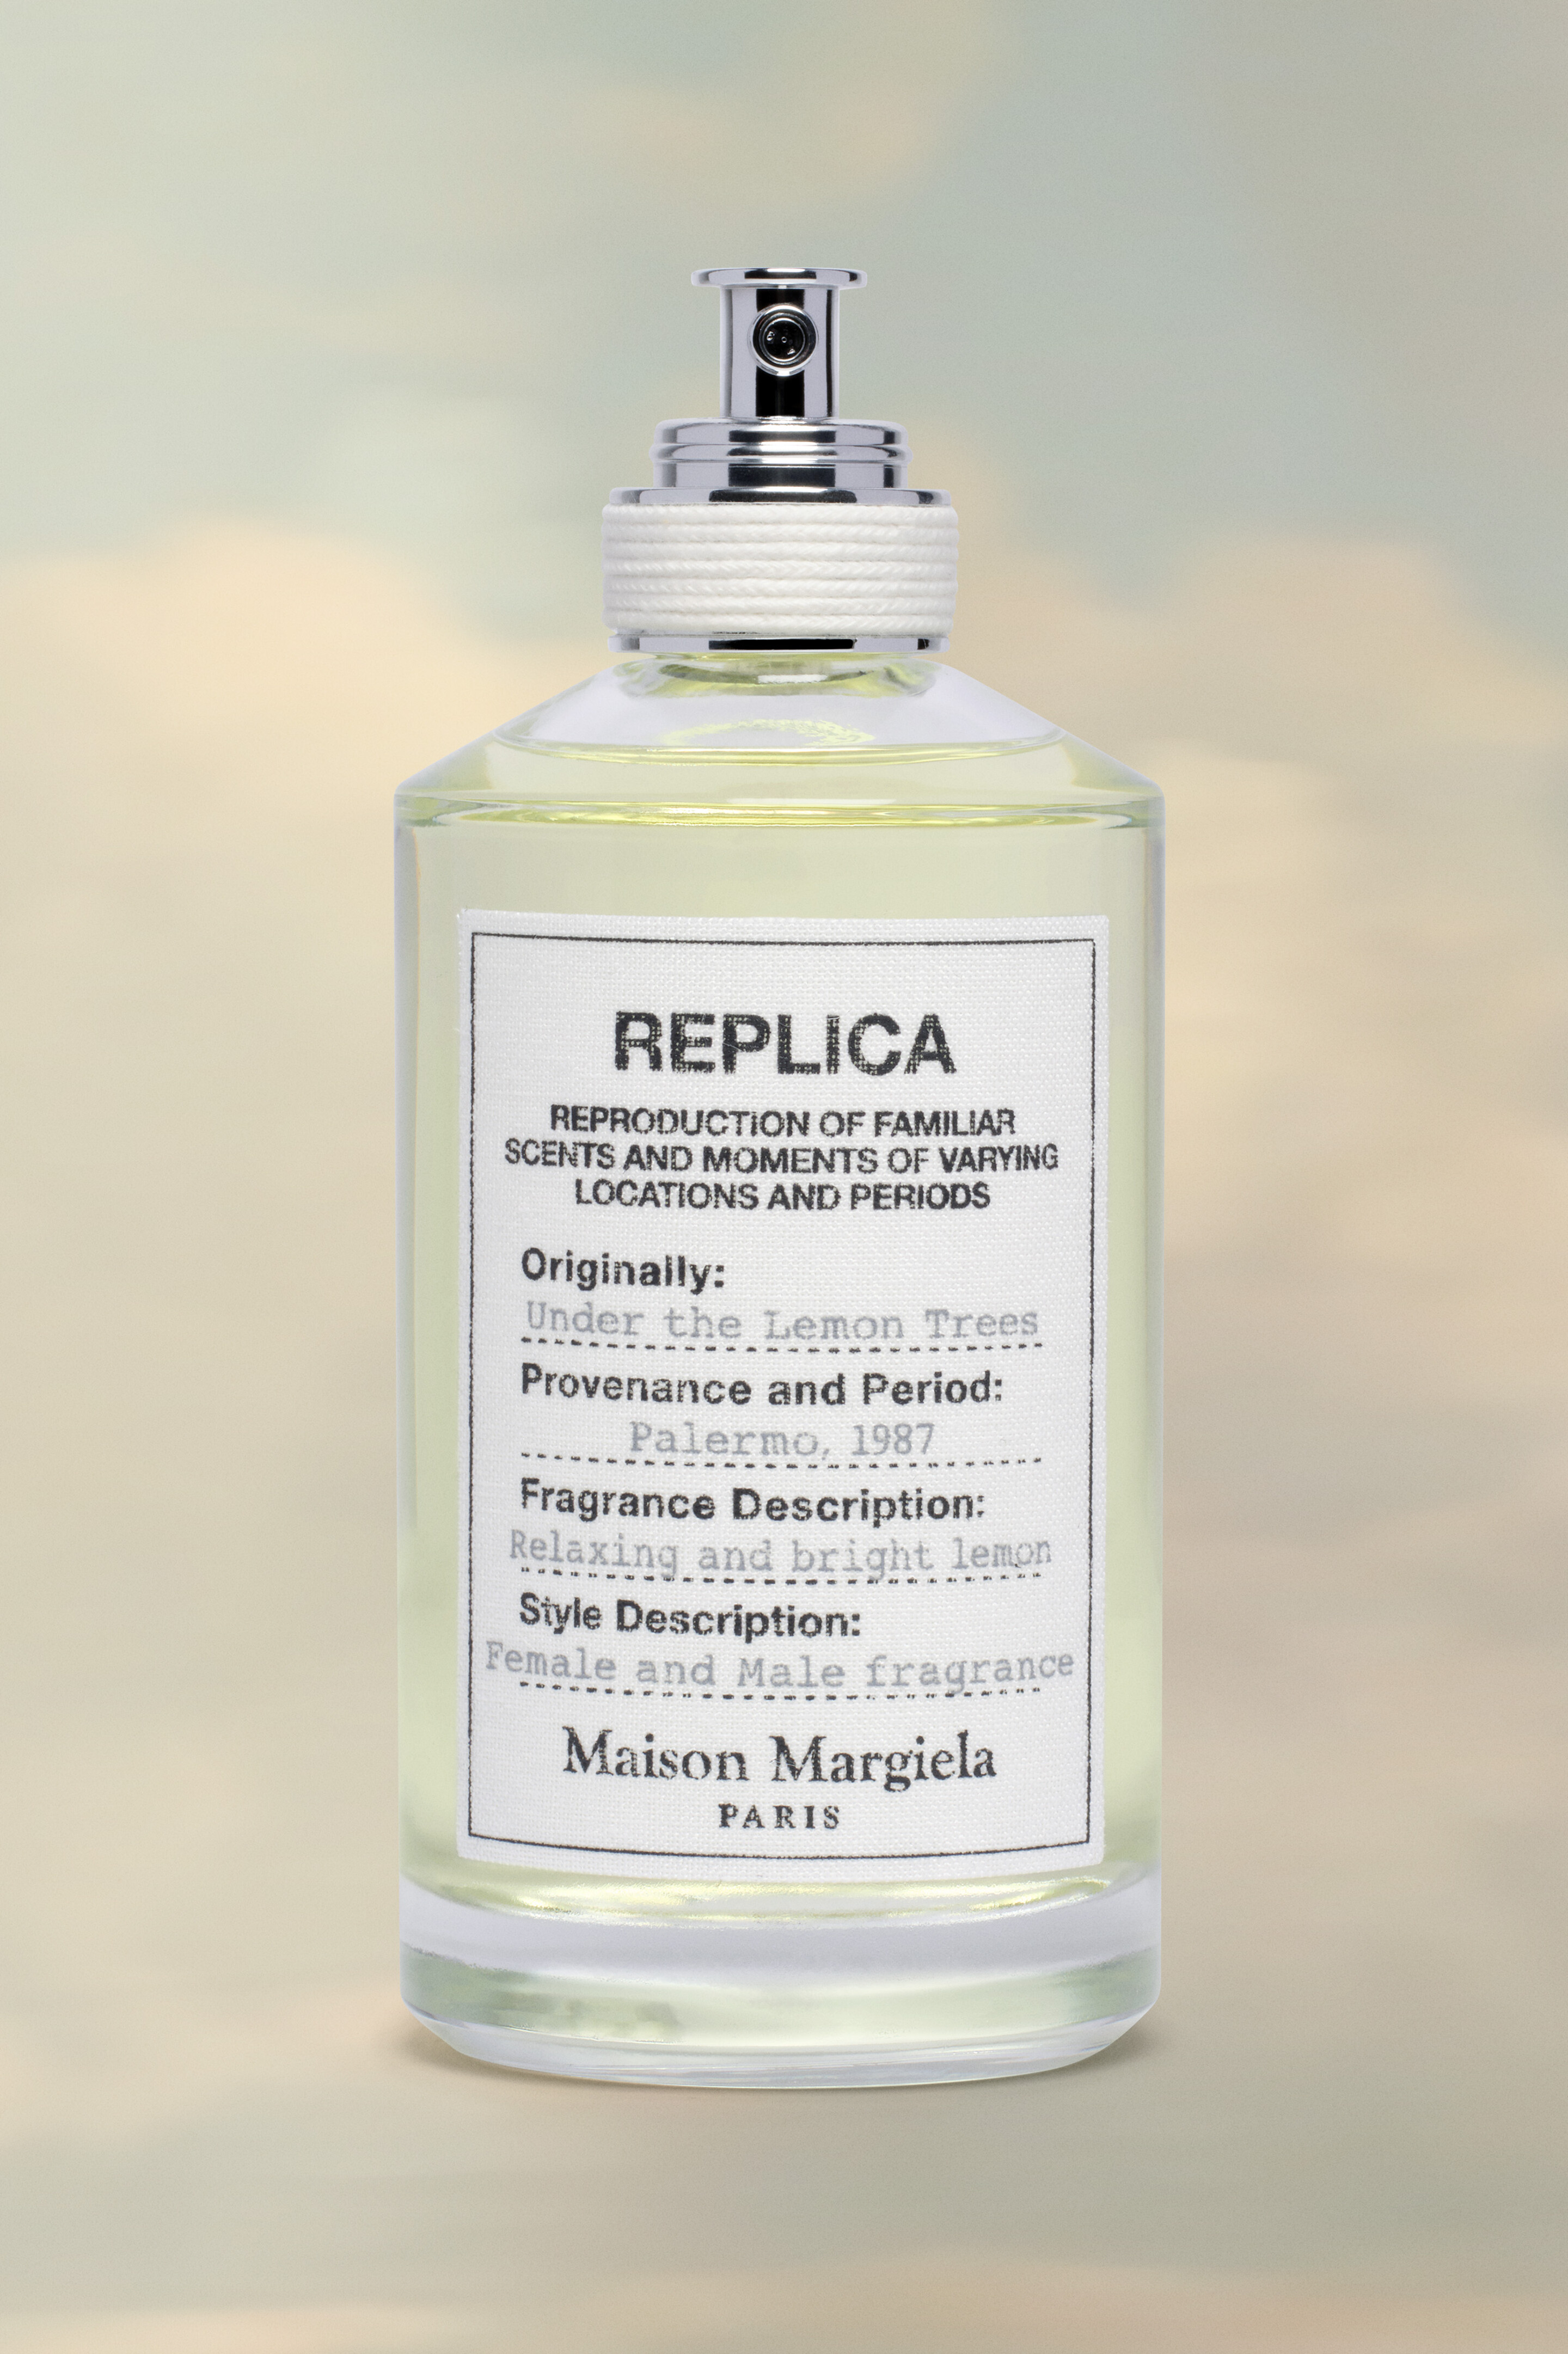 REPLICA
REPRODUCTION OF FAMILIAR
SCENTS AND MOMENTS OF VARYING
LOCATIONS AND PERIODS
Originally:
Under the Lemon Trees
Provenance and Period:
Palermo, 1987
Fragrance Description:
Relaxing and bright lemon
Style Description:
Female and Male fragrance
Maison Margiela
PARIS